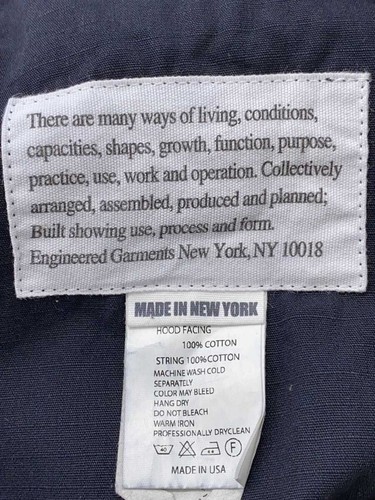 There are many ways of living, conditions,
capacities, shapes, growth, function, purpose,
practice, use, work and operation. Collectively
arranged, assembled, produced and planned;
Built showing use, process and form.
Engineered Garments New York, NY 10018
MADE IN NEW YORK
HOOD FACING
100% COTTON
STRING 100%COTTON
MACHINE WASH COLD
SEPARATELY
COLOR MAY BLEED
HANG DRY
DO NOT BLEACH
WARM IRON
PROFESSIONALLY DRYCLEAN
40 F
MADE IN USA